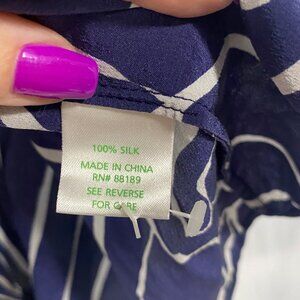 100% SILK
MADE IN CHINA
RN# 88189
SEE REVERSE
FOR CARE